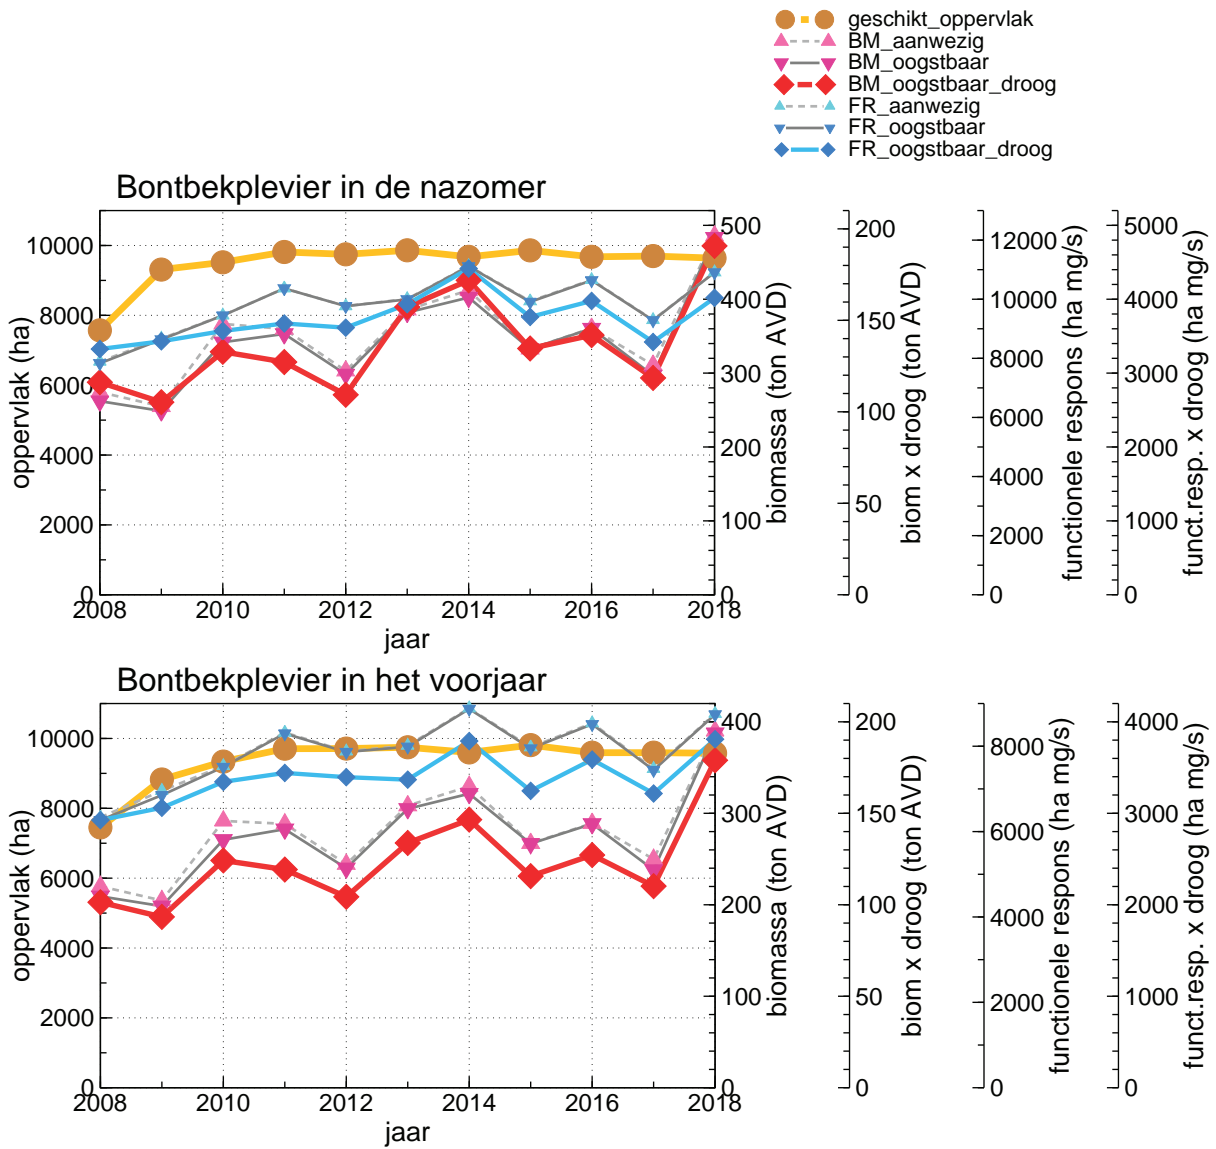 geschikt_oppervlak
BM_aanwezig
BM_oogstbaar
BM_oogstbaar_droog
FR_aanwezig
FR_oogstbaar
FR_oogstbaar_droog
Bontbekplevier in de nazomer
oppervlak (ha)
10000
8000
6000
4000
2000
0
2008 2010 2012 2014 2016 2018
jaar
500
400
300
200
100
0
biomassa (ton AVD)
200
150
100
50
0
biom x droog (ton AVD)
12000
10000
8000
6000
4000
2000
0
functionele respons (ha mg/s)
5000
4000
3000
2000
1000
0
funct.resp. x droog (ha mg/s)
Bontbekplevier in het voorjaar
oppervlak (ha)
10000
8000
6000
4000
2000
0
2008 2010 2012 2014 2016 2018
jaar
400
300
200
100
0
biomassa (ton AVD)
200
150
100
50
0
biom x droog (ton AVD)
8000
6000
4000
2000
0
functionele respons (ha mg/s)
4000
3000
2000
1000
0
funct.resp. x droog (ha mg/s)